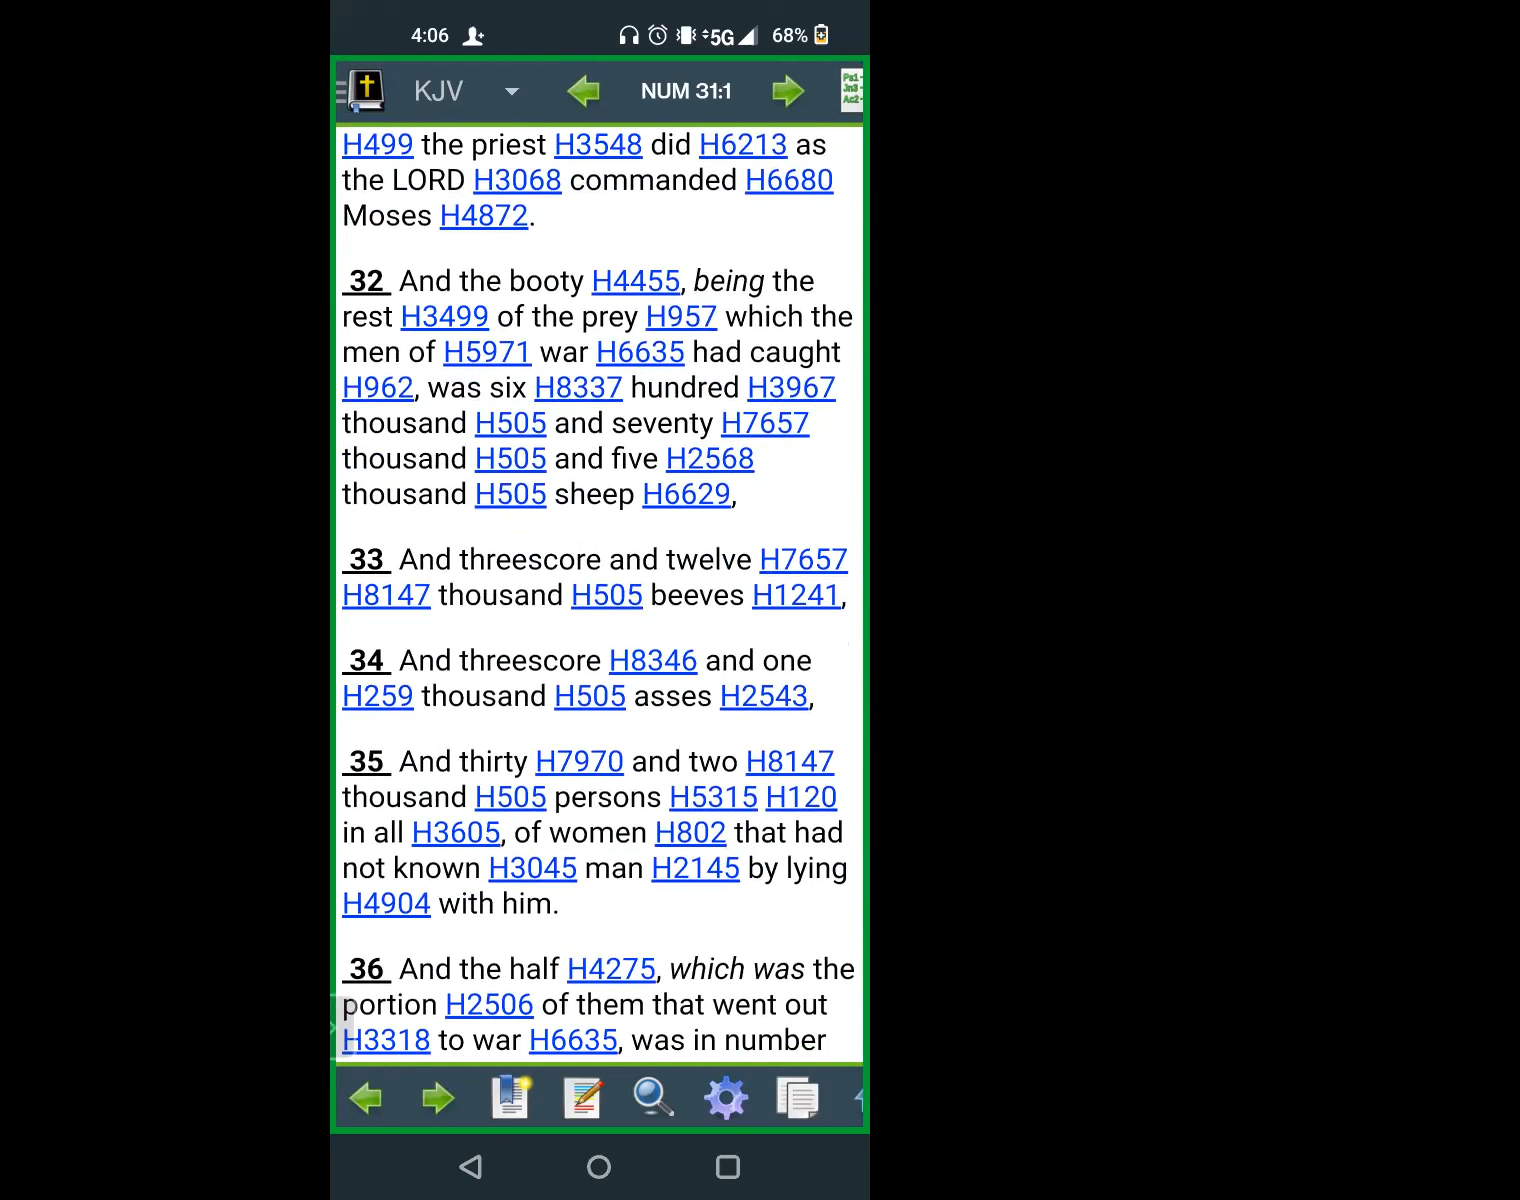 4:06 5G 68%
KJV NUM 31:1 Ps1- Jn3- Ac2-
H499 the priest H3548 did H6213 as
the LORD H3068 commanded H6680
Moses H4872.
32 And the booty H4455, being the
rest H3499 of the prey H957 which the
men of H5971 war H6635 had caught
H962, was six H8337 hundred H3967
thousand H505 and seventy H7657
thousand H505 and five H2568
thousand H505 sheep H6629,
33 And threescore and twelve H7657
H8147 thousand H505 beeves H1241,
34 And threescore H8346 and one
H259 thousand H505 asses H2543,
35 And thirty H7970 and two H8147
thousand H505 persons H5315 H120
in all H3605, of women H802 that had
not known H3045 man H2145 by lying
H4904 with him.
36 And the half H4275, which was the
portion H2506 of them that went out
H3318 to war H6635, was in number